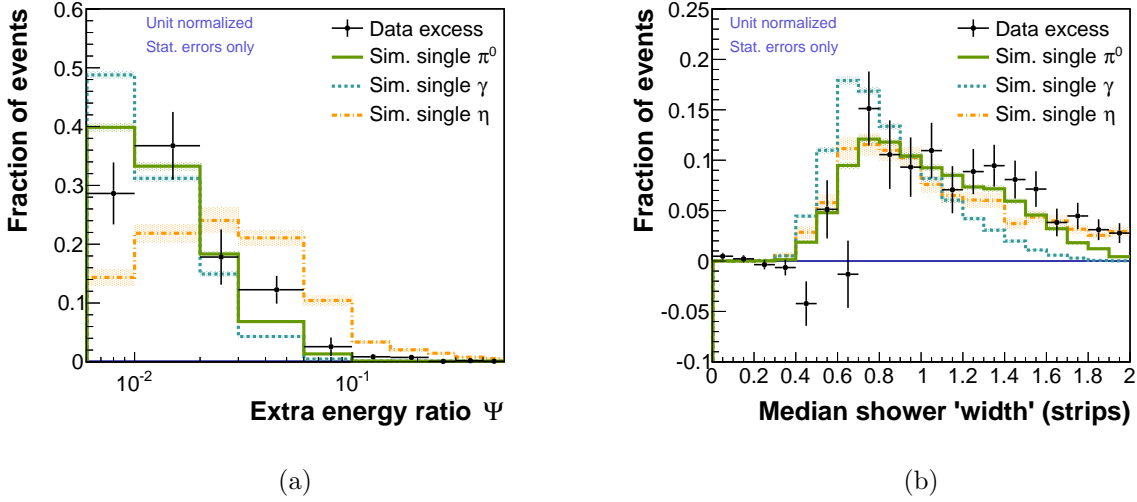 Fraction of events
0.6
0.5
0.4
0.3
0.2
0.1
0
Unit normalized
Stat. errors only
Data excess
Sim. single π⁰
Sim. single γ
Sim. single η
10⁻²
10⁻¹
Extra energy ratio Ψ
(a)
Fraction of events
0.25
0.2
0.15
0.1
0.05
0
-0.05
-0.1
Unit normalized
Stat. errors only
Data excess
Sim. single π⁰
Sim. single γ
Sim. single η
0 0.2 0.4 0.6 0.8 1 1.2 1.4 1.6 1.8 2
Median shower 'width' (strips)
(b)